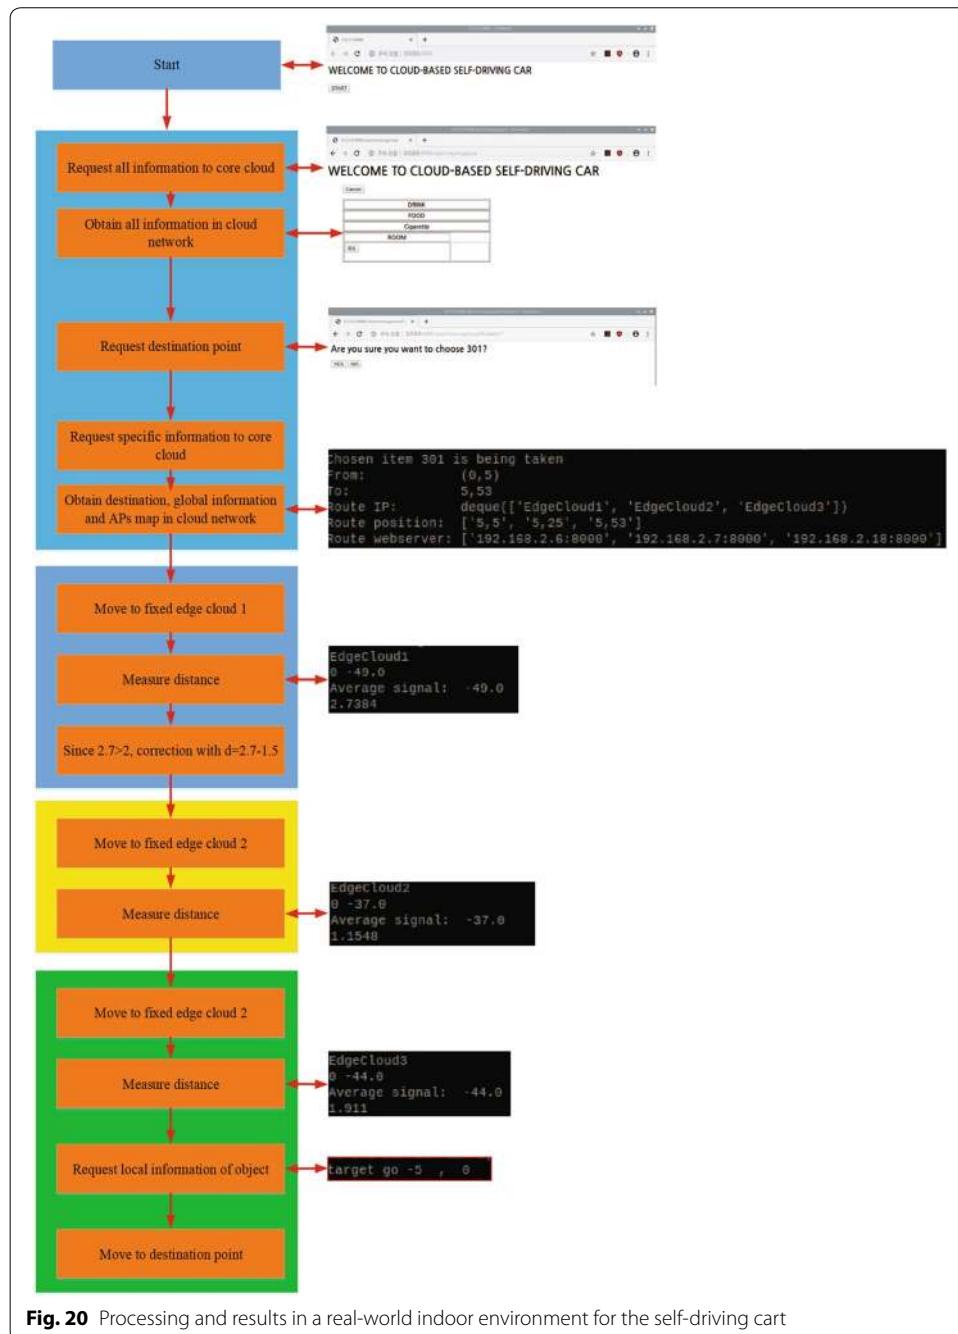 Start
WELCOME TO CLOUD-BASED SELF-DRIVING CAR
START
Request all information to core cloud
WELCOME TO CLOUD-BASED SELF-DRIVING CAR
Cancel
DRINK
FOOD
Cigarette
ROOM
Obtain all information in cloud
network
Request destination point
Are you sure you want to choose 301?
YES NO
Request specific information to core
cloud
Obtain destination, global information
and APs map in cloud network
Chosen item 301 is being taken
From: (0,5)
To: 5,53
Route IP: deque(['EdgeCloud1', 'EdgeCloud2', 'EdgeCloud3'])
Route position: ['5,5', '5,25', '5,53']
Route webserver: ['192.168.2.6:8000', '192.168.2.7:8000', '192.168.2.18:8000']
Move to fixed edge cloud 1
Measure distance
EdgeCloud1
0 -49.0
Average signal: -49.0
2.7384
Since 2.7>2, correction with d=2.7-1.5
Move to fixed edge cloud 2
Measure distance
EdgeCloud2
0 -37.0
Average signal: -37.0
1.1548
Move to fixed edge cloud 2
Measure distance
EdgeCloud3
0 -44.0
Average signal: -44.0
1.911
Request local information of object
target go -5 , 0
Move to destination point
Fig. 20 Processing and results in a real-world indoor environment for the self-driving cart